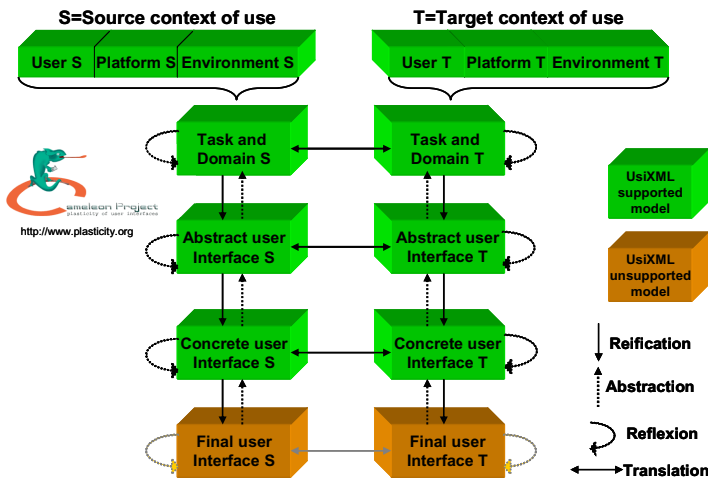 S=Source context of use
T=Target context of use
User S
Platform S
Environment S
User T
Platform T
Environment T
Task and
Domain S
Task and
Domain T
Cameleon Project
plasticity of user interfaces
http://www.plasticity.org
UsiXML
supported
model
Abstract user
Interface S
Abstract user
Interface T
UsiXML
unsupported
model
Concrete user
Interface S
Concrete user
Interface T
Reification
Abstraction
Final user
Interface S
Final user
Interface T
Reflexion
Translation